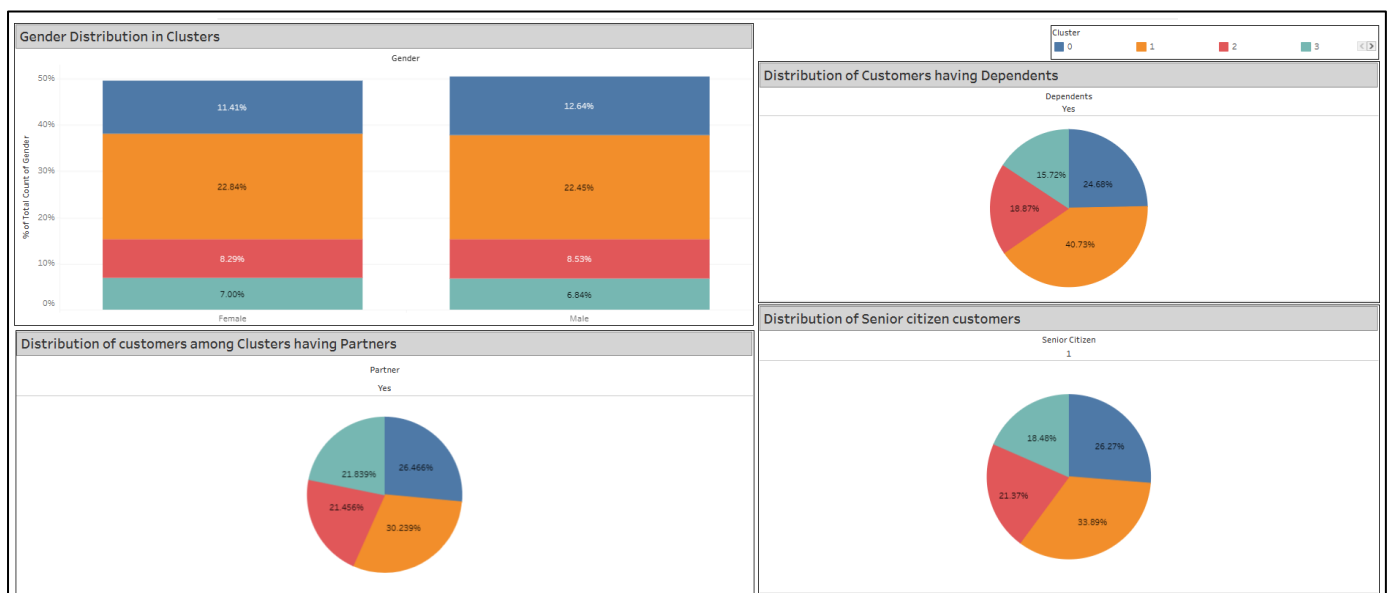 Gender Distribution in Clusters
Gender
% of Total Count of Gender
50%
40%
30%
20%
10%
0%
11.41%
22.84%
8.29%
7.00%
12.64%
22.45%
8.53%
6.84%
Female
Male
Cluster
0
1
2
3
Distribution of Customers having Dependents
Dependents
Yes
15.72%
24.68%
18.87%
40.73%
Distribution of customers among Clusters having Partners
Partner
Yes
21.839%
26.466%
21.456%
30.239%
Distribution of Senior citizen customers
Senior Citizen
1
18.48%
26.27%
21.37%
33.89%